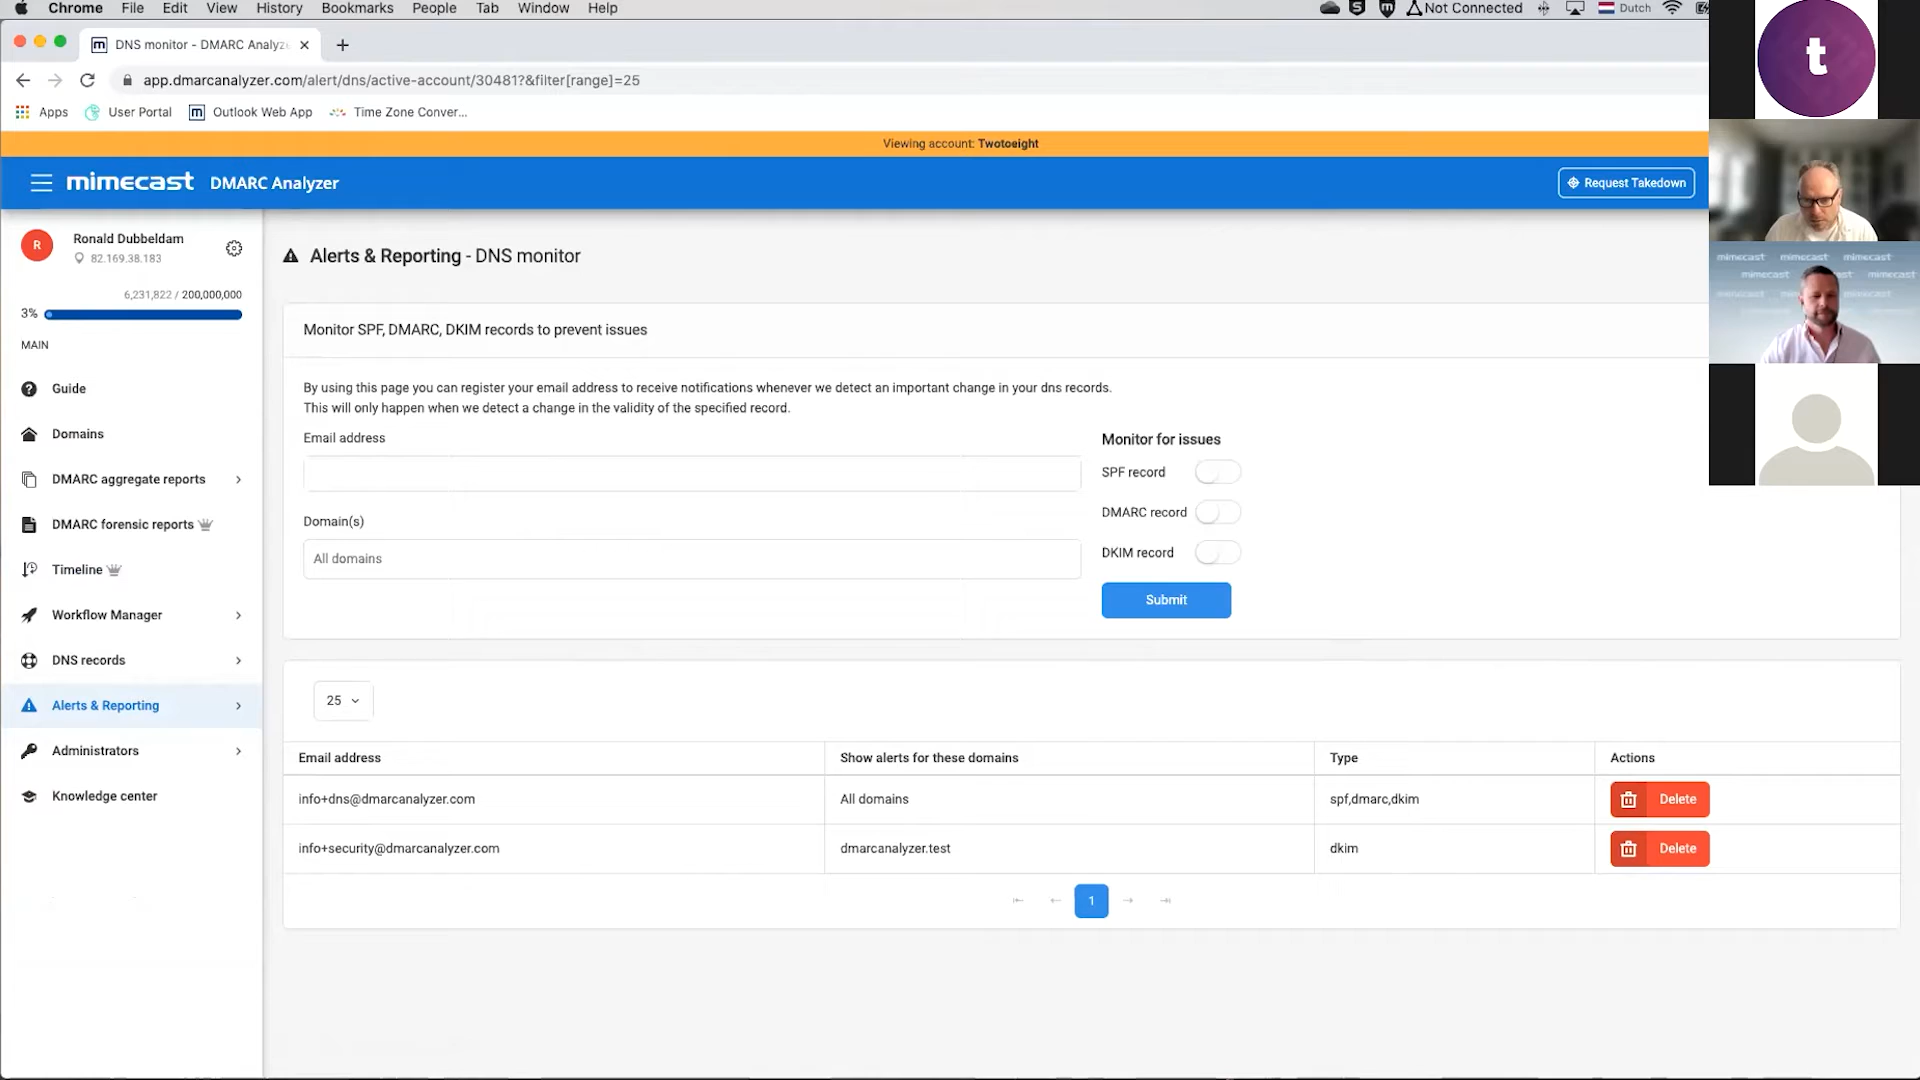 Chrome File Edit View History Bookmarks People Tab Window Help Not Connected Dutch
DNS monitor - DMARC Analyz
app.dmarcanalyzer.com/alert/dns/active-account/30481?&filter[range]=25
Apps User Portal Outlook Web App Time Zone Conver...
Viewing account: Twotoeight
mimecast DMARC Analyzer Request Takedown
R
Ronald Dubbeldam
82.169.38.183
6,231,822 / 200,000,000
3%
MAIN
Guide
Domains
DMARC aggregate reports
DMARC forensic reports
Timeline
Workflow Manager
DNS records
Alerts & Reporting
Administrators
Knowledge center
Alerts & Reporting - DNS monitor
Monitor SPF, DMARC, DKIM records to prevent issues
By using this page you can register your email address to receive notifications whenever we detect an important change in your dns records.
This will only happen when we detect a change in the validity of the specified record.
Email address
Domain(s)
All domains
Monitor for issues
SPF record
DMARC record
DKIM record
Submit
25
Email address Show alerts for these domains Type Actions
info+dns@dmarcanalyzer.com All domains spf,dmarc,dkim Delete
info+security@dmarcanalyzer.com dmarcanalyzer.test dkim Delete
1
t
mimecast mimecast mimecast
mimecast mimecast